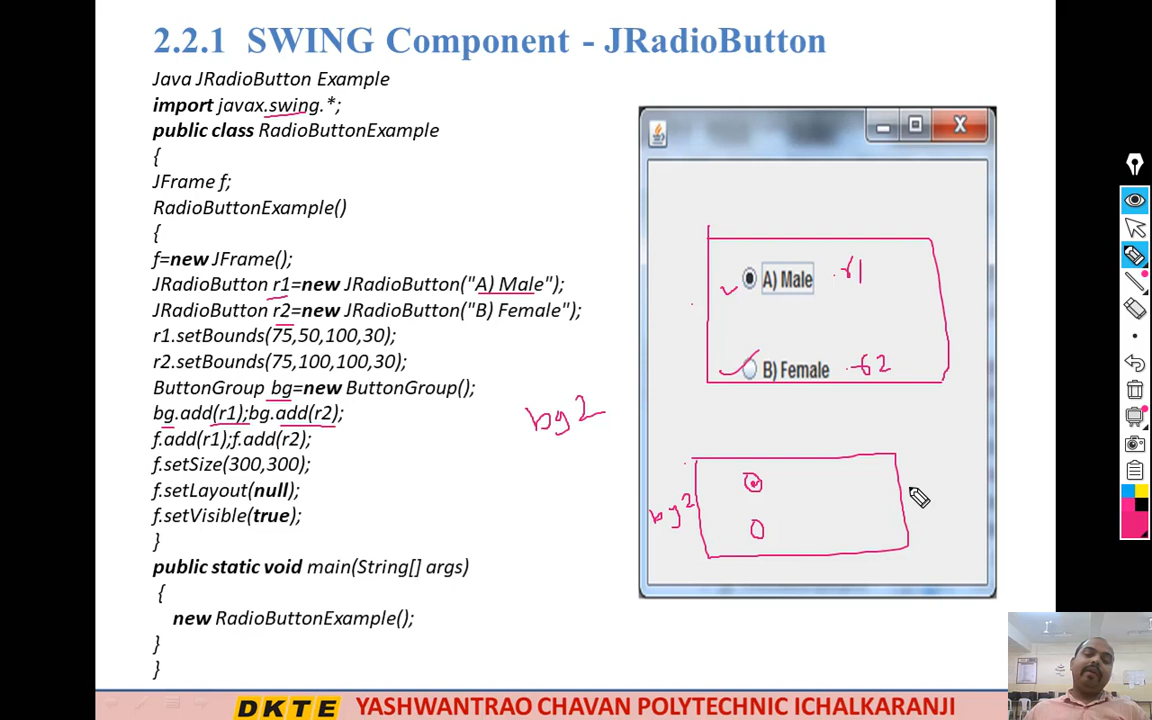 2.2.1 SWING Component - JRadioButton
Java JRadioButton Example
import javax.swing.*;
public class RadioButtonExample
{
JFrame f;
RadioButtonExample()
{
f=new JFrame();
JRadioButton r1=new JRadioButton("A) Male");
JRadioButton r2=new JRadioButton("B) Female");
r1.setBounds(75,50,100,30);
r2.setBounds(75,100,100,30);
ButtonGroup bg=new ButtonGroup();
bg.add(r1);bg.add(r2);
f.add(r1);f.add(r2);
f.setSize(300,300);
f.setLayout(null);
f.setVisible(true);
}
public static void main(String[] args)
{
new RadioButtonExample();
}
}
A) Male r1
B) Female r2
bg2
bg2
DKTE YASHWANTRAO CHAVAN POLYTECHNIC ICHALKARANJI